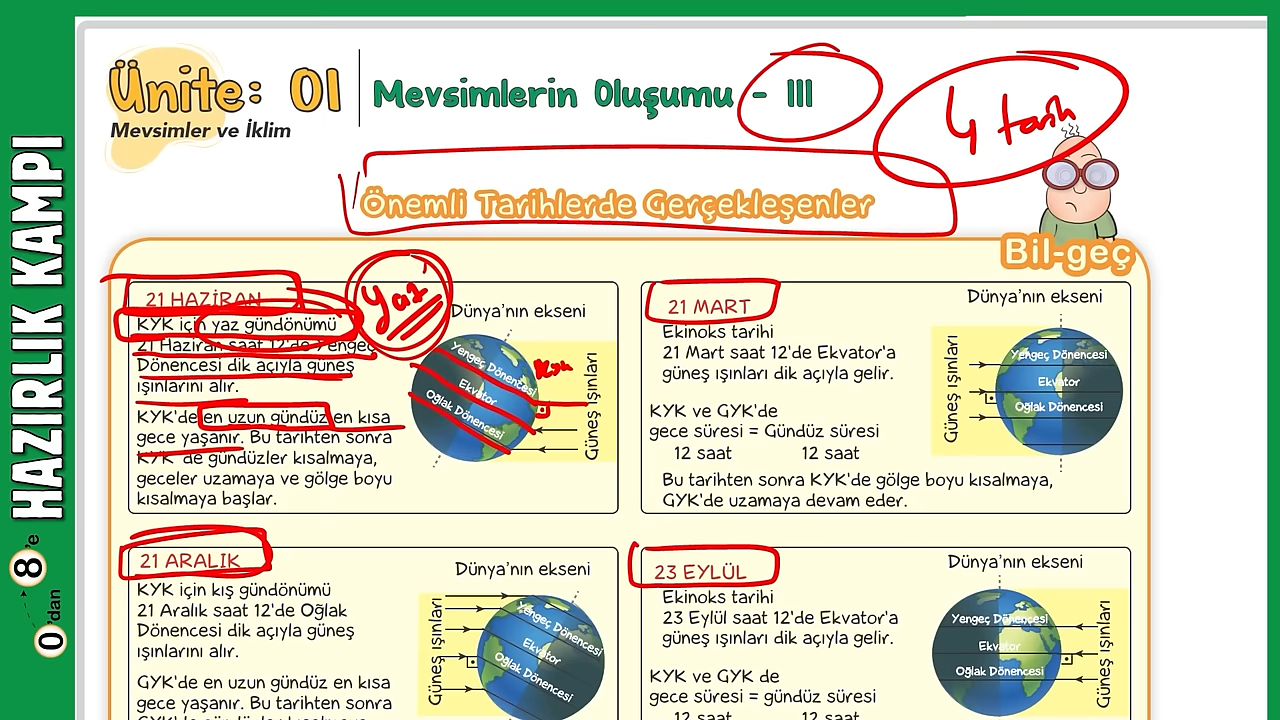 HAZIRLIK KAMPI
0'dan 8'e
Ünite: 01
Mevsimler ve İklim
Mevsimlerin Oluşumu - III
4 tarih
Önemli Tarihlerde Gerçekleşenler
Bil-geç
21 HAZİRAN
KYK için yaz gündönümü
21 Haziran saat 12'de Yengeç
Dönencesi dik açıyla güneş
ışınlarını alır.
KYK'de en uzun gündüz en kısa
gece yaşanır. Bu tarihten sonra
KYK' de gündüzler kısalmaya,
geceler uzamaya ve gölge boyu
kısalmaya başlar.
yaz
Dünya'nın ekseni
Yengeç Dönencesi
Ekvator
Oğlak Dönencesi
Güneş ışınları
21 MART
Ekinoks tarihi
21 Mart saat 12'de Ekvator'a
güneş ışınları dik açıyla gelir.
KYK ve GYK'de
gece süresi = Gündüz süresi
12 saat 12 saat
Bu tarihten sonra KYK'de gölge boyu kısalmaya,
GYK'de uzamaya devam eder.
Dünya'nın ekseni
Güneş ışınları
Yengeç Dönencesi
Ekvator
Oğlak Dönencesi
21 ARALIK
KYK için kış gündönümü
21 Aralık saat 12'de Oğlak
Dönencesi dik açıyla güneş
ışınlarını alır.
GYK'de en uzun gündüz en kısa
gece yaşanır. Bu tarihten sonra
Dünya'nın ekseni
Güneş ışınları
Yengeç Dönencesi
Ekvator
Oğlak Dönencesi
23 EYLÜL
Ekinoks tarihi
23 Eylül saat 12'de Ekvator'a
güneş ışınları dik açıyla gelir.
KYK ve GYK de
gece süresi = gündüz süresi
12 saat 12 saat
Dünya'nın ekseni
Yengeç Dönencesi
Ekvator
Oğlak Dönencesi
Güneş ışınları